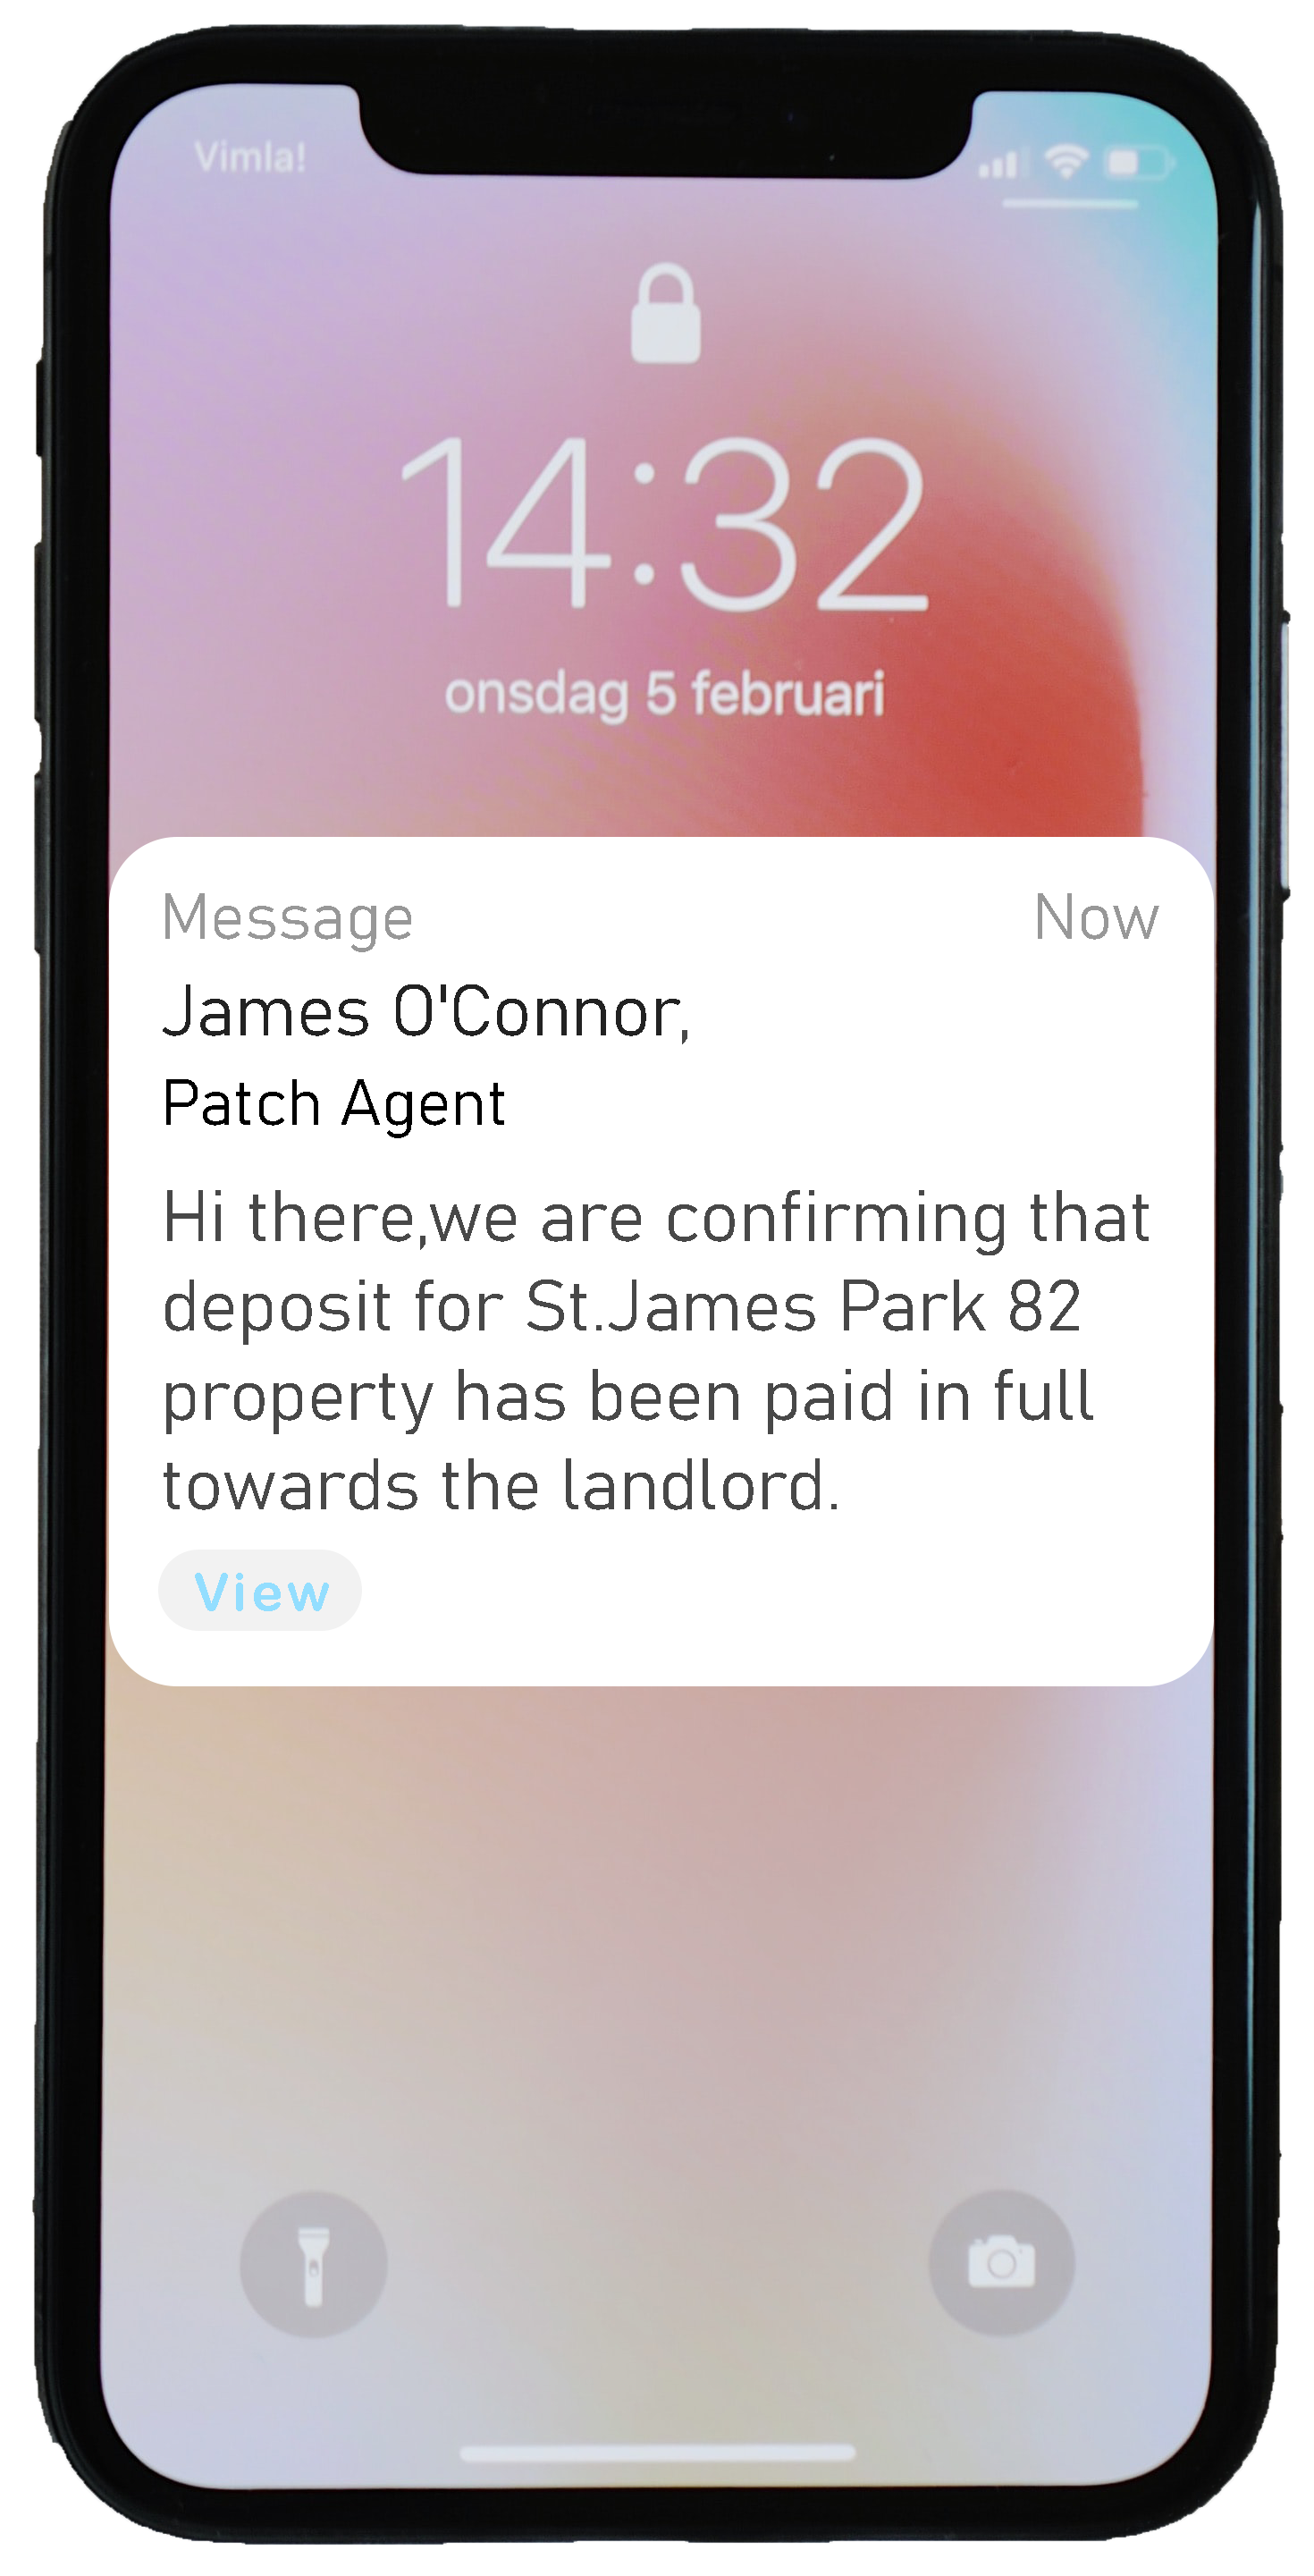 Vimla!
14:32
onsdag 5 februari
Message Now
James O'Connor,
Patch Agent
Hi there,we are confirming that
deposit for St.James Park 82
property has been paid in full
towards the landlord.
View